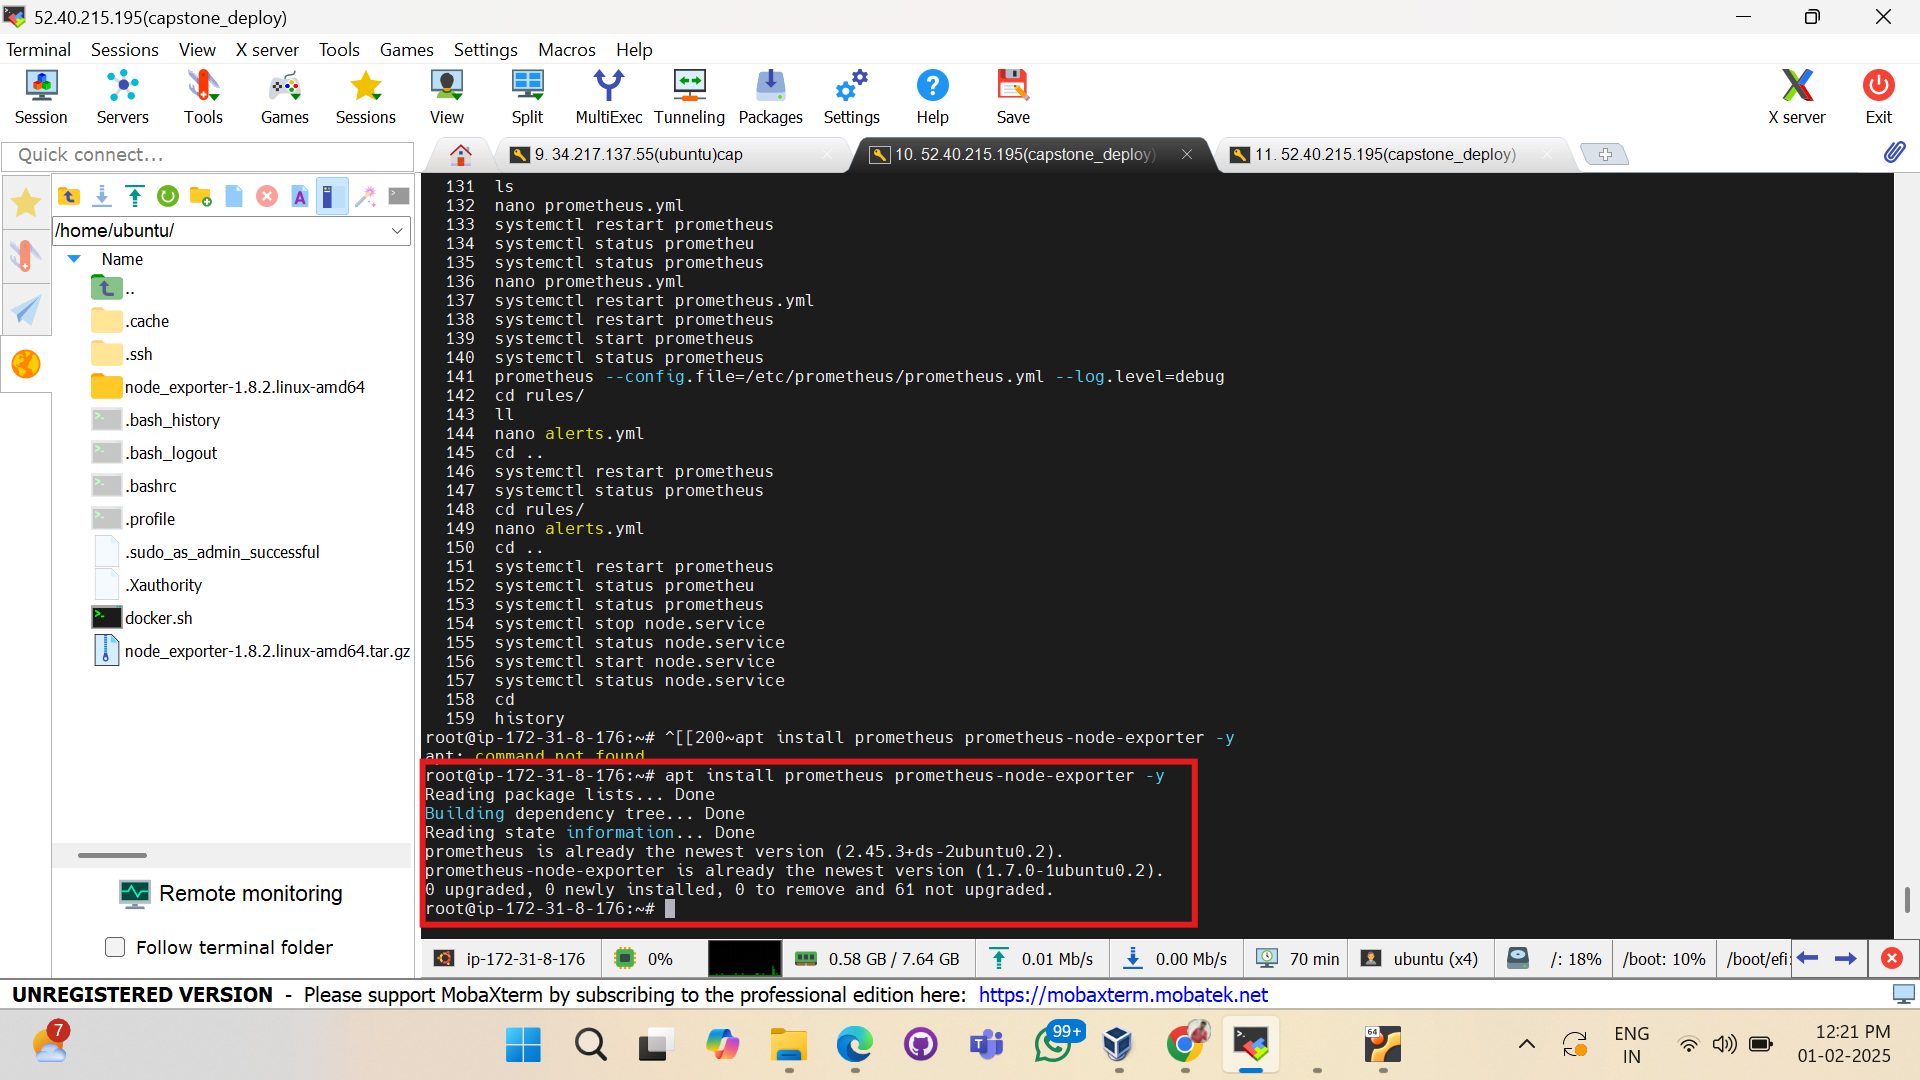 52.40.215.195(capstone_deploy)
Terminal Sessions View X server Tools Games Settings Macros Help
Session Servers Tools Games Sessions View Split MultiExec Tunneling Packages Settings Help Save X server Exit
Quick connect...
9. 34.217.137.55(ubuntu)cap
10. 52.40.215.195(capstone_deploy)
11. 52.40.215.195(capstone_deploy)
/home/ubuntu/
Name
..
.cache
.ssh
node_exporter-1.8.2.linux-amd64
.bash_history
.bash_logout
.bashrc
.profile
.sudo_as_admin_successful
.Xauthority
docker.sh
node_exporter-1.8.2.linux-amd64.tar.gz
Remote monitoring
Follow terminal folder
131 ls
132 nano prometheus.yml
133 systemctl restart prometheus
134 systemctl status prometheu
135 systemctl status prometheus
136 nano prometheus.yml
137 systemctl restart prometheus.yml
138 systemctl restart prometheus
139 systemctl start prometheus
140 systemctl status prometheus
141 prometheus --config.file=/etc/prometheus/prometheus.yml --log.level=debug
142 cd rules/
143 ll
144 nano alerts.yml
145 cd ..
146 systemctl restart prometheus
147 systemctl status prometheus
148 cd rules/
149 nano alerts.yml
150 cd ..
151 systemctl restart prometheus
152 systemctl status prometheu
153 systemctl status prometheus
154 systemctl stop node.service
155 systemctl status node.service
156 systemctl start node.service
157 systemctl status node.service
158 cd
159 history
root@ip-172-31-8-176:~# ^[[200~apt install prometheus prometheus-node-exporter -y
apt: command not found
root@ip-172-31-8-176:~# apt install prometheus prometheus-node-exporter -y
Reading package lists... Done
Building dependency tree... Done
Reading state information... Done
prometheus is already the newest version (2.45.3+ds-2ubuntu0.2).
prometheus-node-exporter is already the newest version (1.7.0-1ubuntu0.2).
0 upgraded, 0 newly installed, 0 to remove and 61 not upgraded.
root@ip-172-31-8-176:~#
ip-172-31-8-176 0% 0.58 GB / 7.64 GB 0.01 Mb/s 0.00 Mb/s 70 min ubuntu (x4) /: 18% /boot: 10% /boot/efi:
UNREGISTERED VERSION - Please support MobaXterm by subscribing to the professional edition here: https://mobaxterm.mobatek.net
7
99+
64
ENG
IN
12:21 PM
01-02-2025